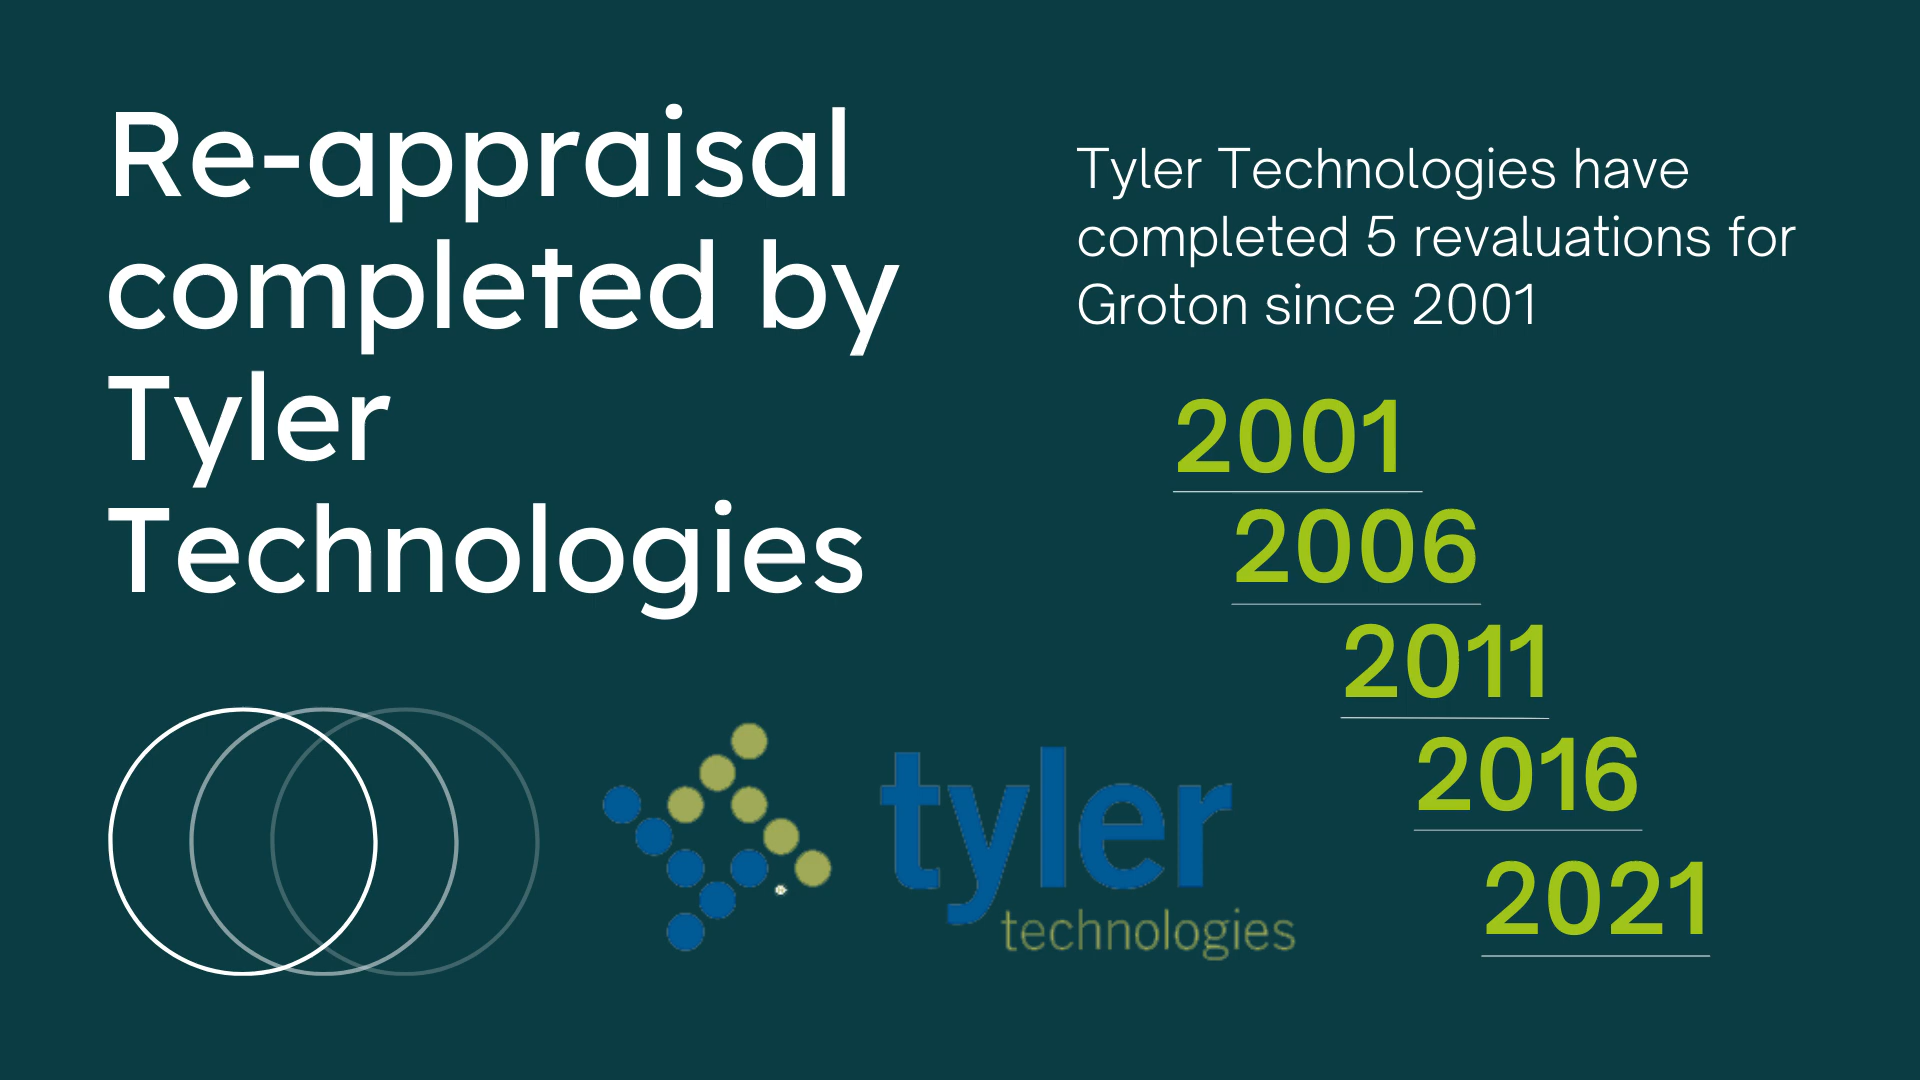 Re-appraisal
completed by
Tyler
Technologies
Tyler Technologies have
completed 5 revaluations for
Groton since 2001
2001
2006
2011
2016
2021
tyler
technologies